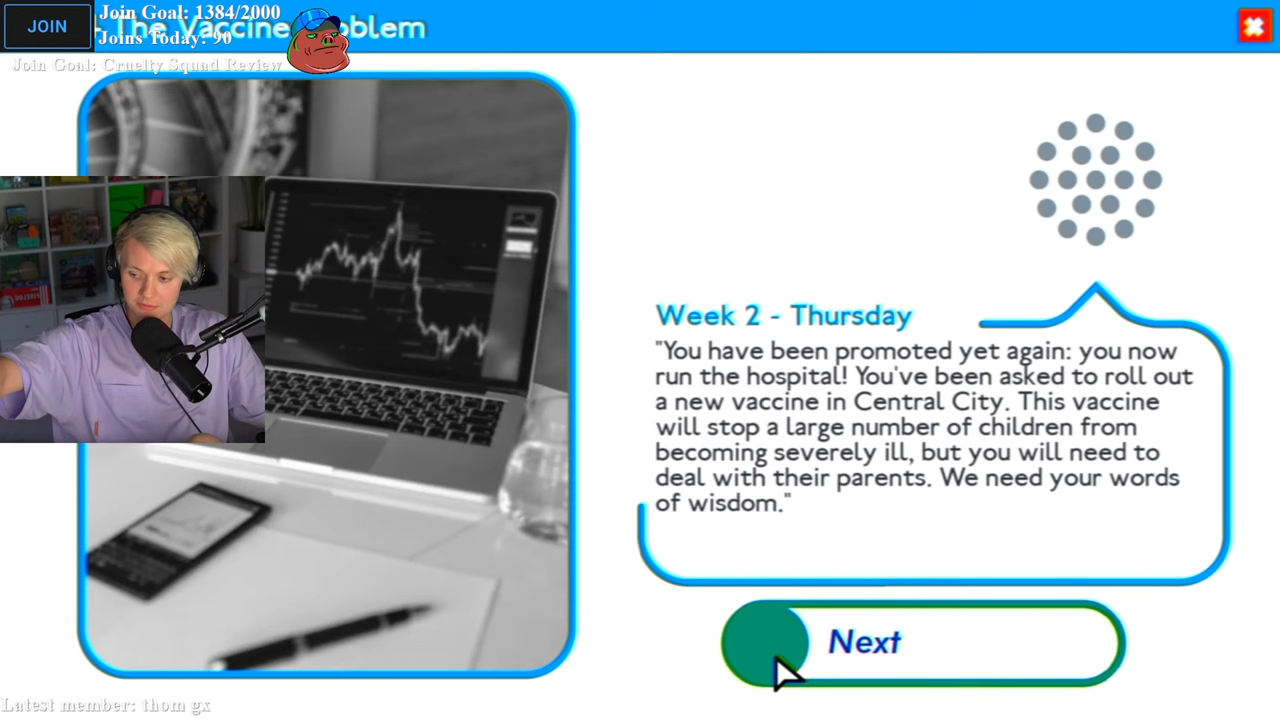 JOIN
Join Goal: 1384/2000
Joins Today: 90
The Vaccine
Join Goal: Cruelty Squad Review
Week 2 - Thursday
"You have been promoted yet again: you now
run the hospital! You've been asked to roll out
a new vaccine in Central City. This vaccine
will stop a large number of children from
becoming severely ill, but you will need to
deal with their parents. We need your words
of wisdom."
Next
Latest member: thom gx